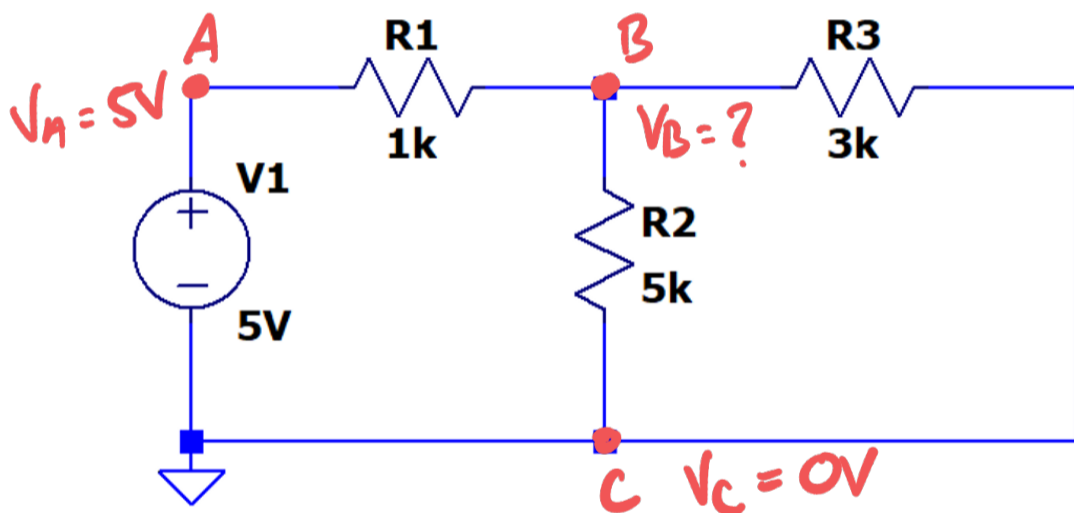 A
R1
B
R3
VA = 5V
1k
VB = ?
3k
V1
+
R2
5k
−
5V
C
VC = 0V